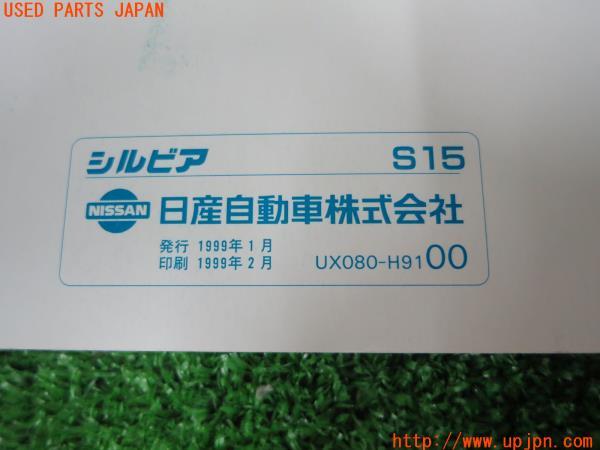 USED PARTS JAPAN
シルビア S15
NISSAN 日産自動車株式会社
発行 1999年1月
印刷 1999年2月 UX080-H9100
http://www.upjpn.com/